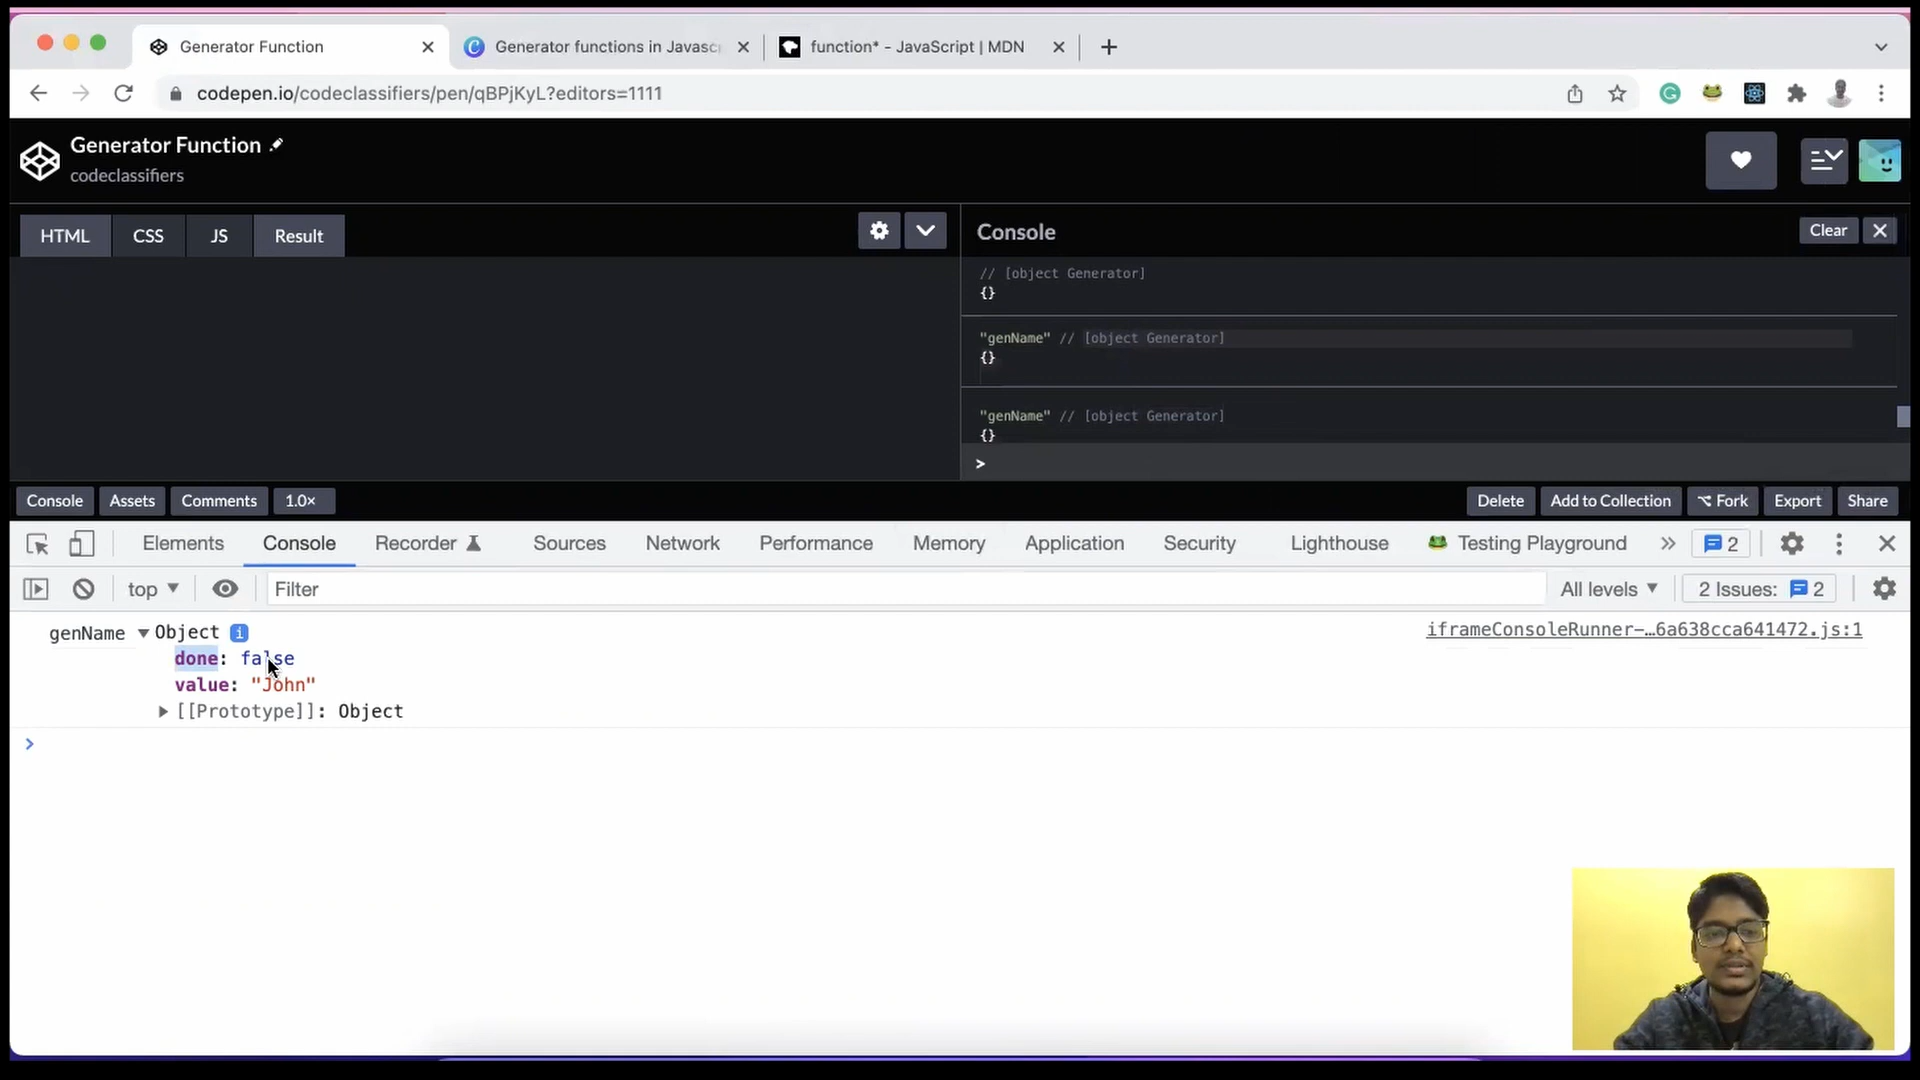 Generator Function
Generator functions in Javasc
function* - JavaScript | MDN
codepen.io/codeclassifiers/pen/qBPjKyL?editors=1111
Generator Function
codeclassifiers
HTML CSS JS Result
Console
Clear
// [object Generator]
{}
"genName" // [object Generator]
{}
"genName" // [object Generator]
{}
>
Console Assets Comments 1.0×
Delete Add to Collection Fork Export Share
Elements Console Recorder Sources Network Performance Memory Application Security Lighthouse Testing Playground » 2
top Filter All levels 2 Issues: 2
genName Object i iframeConsoleRunner-…6a638cca641472.js:1
done: false
value: "John"
[[Prototype]]: Object
>